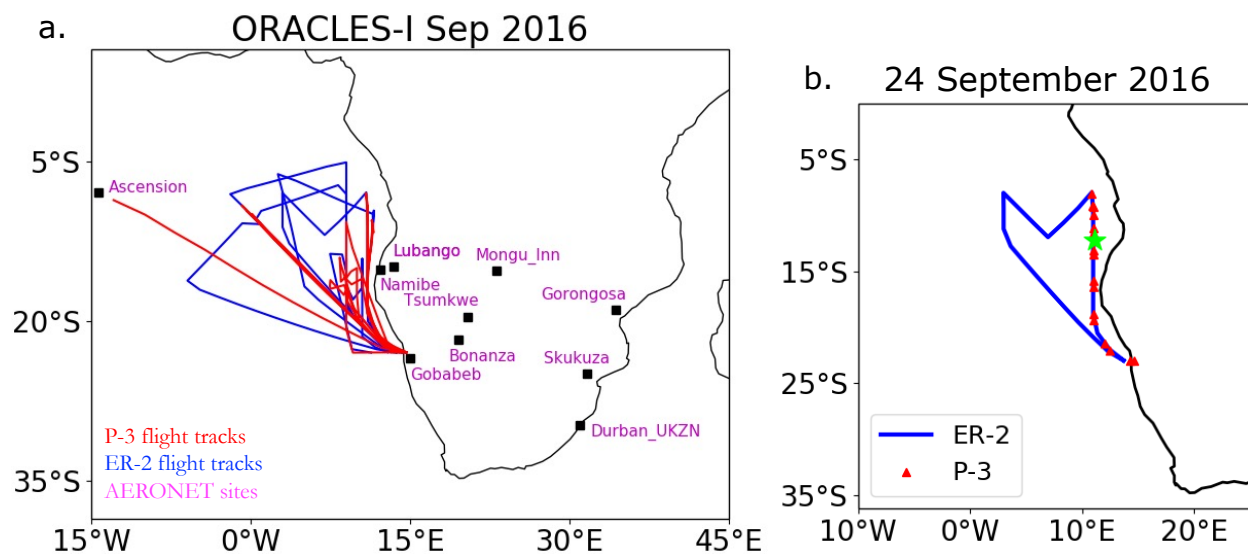 a.
ORACLES-I Sep 2016
5°S
20°S
35°S
Ascension
Lubango
Mongu_Inn
Namibe
Tsumkwe
Gorongosa
Bonanza
Skukuza
Gobabeb
Durban_UKZN
P-3 flight tracks
ER-2 flight tracks
AERONET sites
15°W
0°W
15°E
30°E
45°E
b.
24 September 2016
5°S
15°S
25°S
35°S
ER-2
P-3
10°W
0°W
10°E
20°E